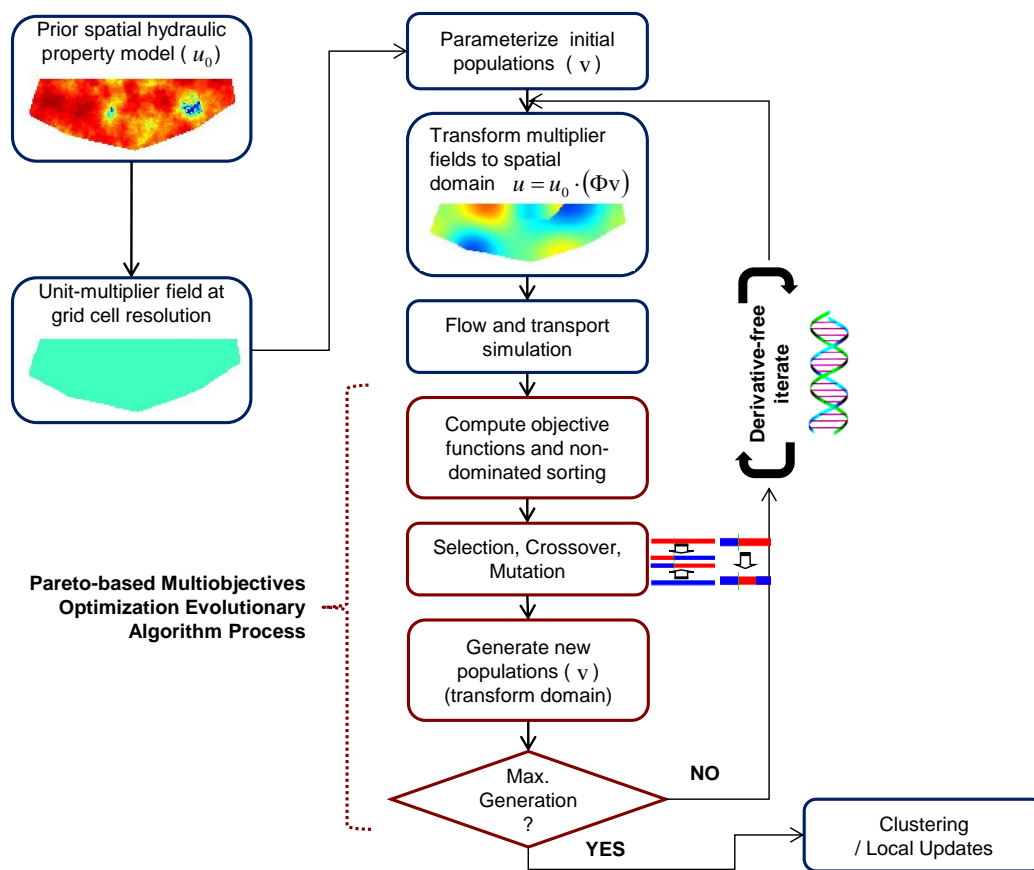 Prior spatial hydraulic
property model ( u₀ )
Unit-multiplier field at
grid cell resolution
Parameterize initial
populations ( v )
Transform multiplier
fields to spatial
domain u = u₀ · (Φv)
Flow and transport
simulation
Compute objective
functions and non-
dominated sorting
Selection, Crossover,
Mutation
Generate new
populations ( v )
(transform domain)
Max.
Generation
?
NO
YES
Derivative-free
iterate
Pareto-based Multiobjectives
Optimization Evolutionary
Algorithm Process
Clustering
/ Local Updates